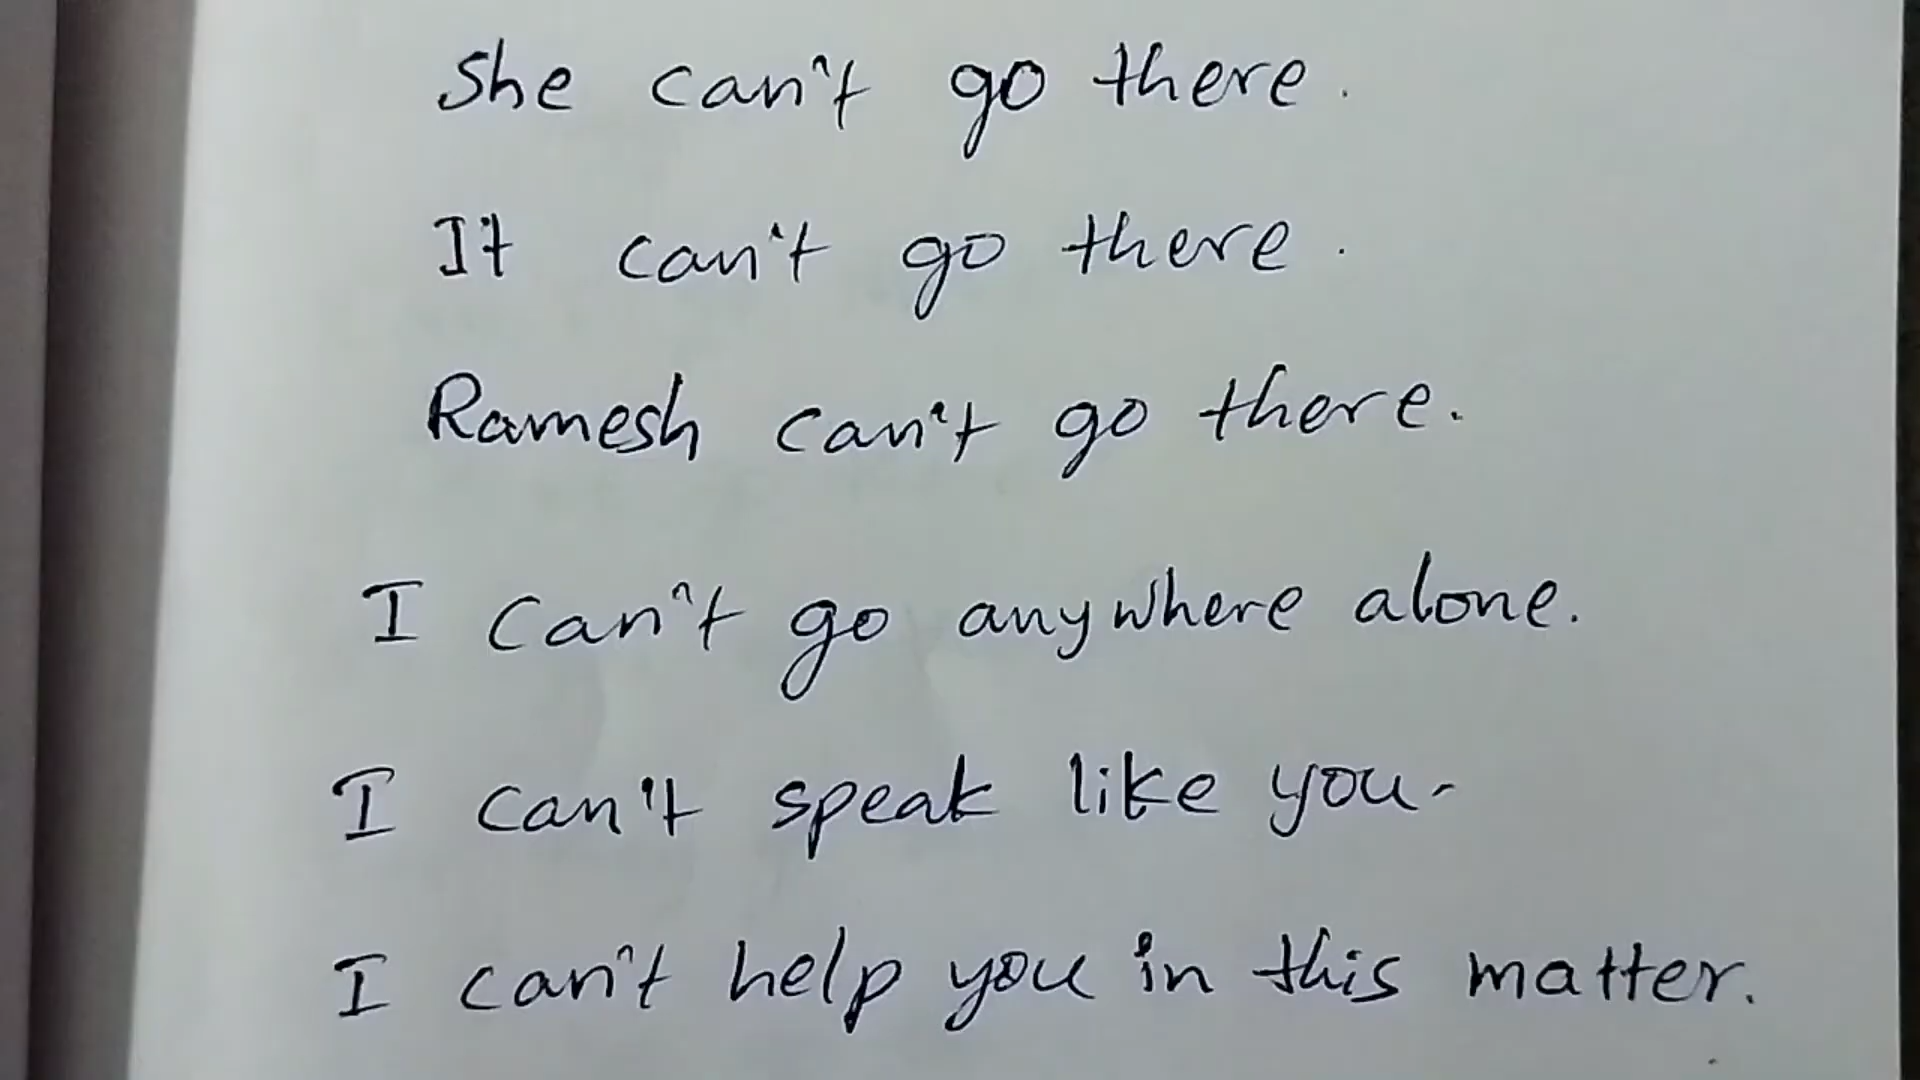 She can't go there.
It can't go there.
Ramesh can't go there.
I can't go anywhere alone.
I can't speak like you-
I can't help you in this matter.